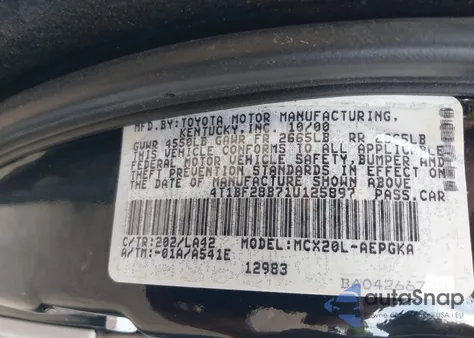 MFD.BY:TOYOTA MOTOR MANUFACTURING,
KENTUCKY,INC. 10/00
GVWR 4550LB GAWR FR 2665LB RR 2665LB
THIS VEHICLE CONFORMS TO ALL APPLICABLE
FEDERAL MOTOR VEHICLE SAFETY,BUMPER AND
THEFT PREVENTION STANDARDS IN EFFECT ON
THE DATE OF MANUFACTURE SHOWN ABOVE.
4T1BF28B71U125897 PASS.CAR
C/TR:202/LA42 MODEL:MCX20L-AEPGKA
A/TM:-01A/A541E
12983 BA042667
autoSnap